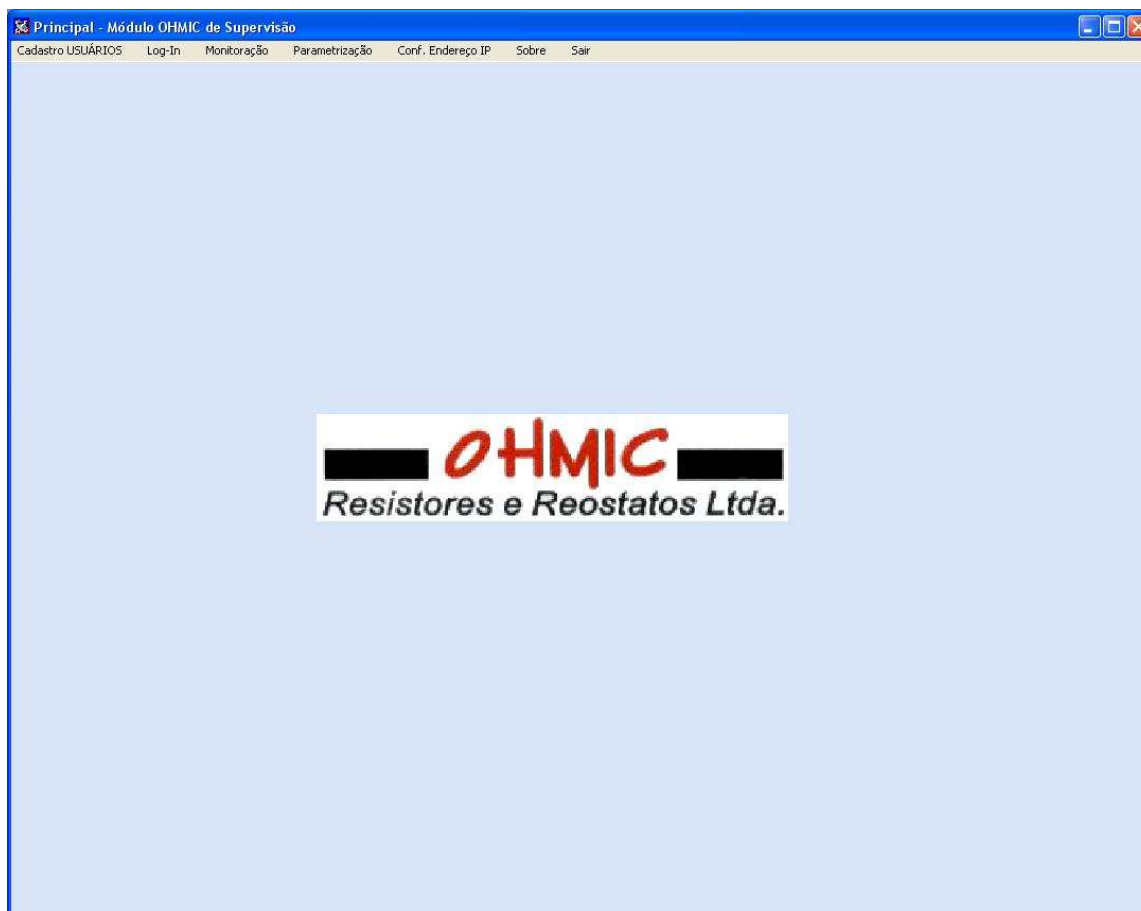 Principal - Módulo OHMIC de Supervisão
Cadastro USUÁRIOS Log-In Monitoração Parametrização Conf. Endereço IP Sobre Sair
OHMIC
Resistores e Reostatos Ltda.